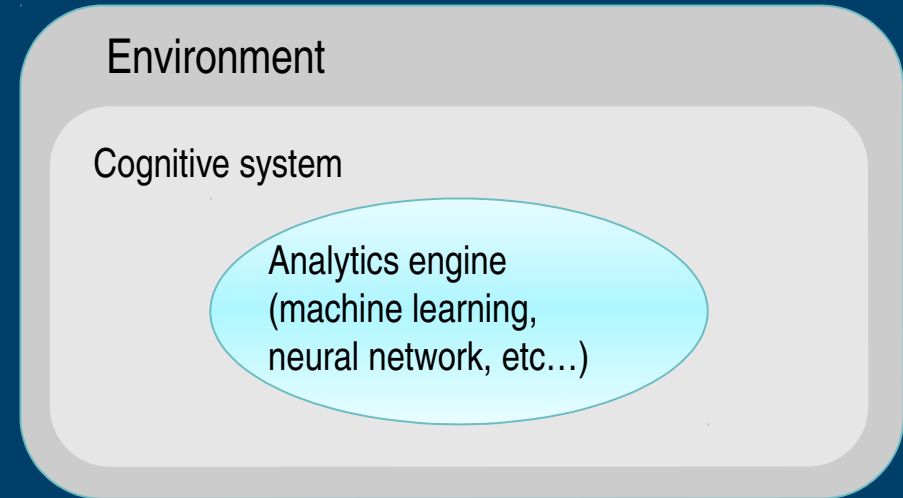 Environment
Cognitive system
Analytics engine
(machine learning,
neural network, etc…)